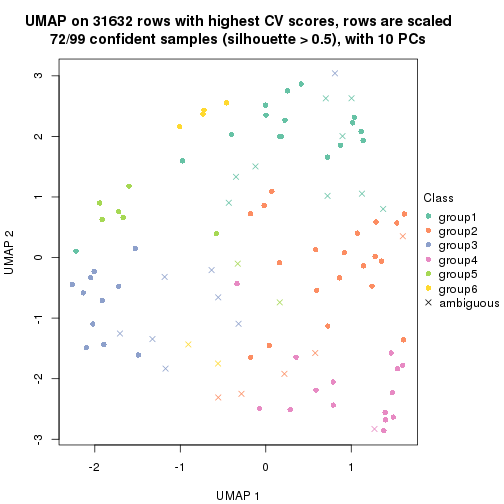 UMAP on 31632 rows with highest CV scores, rows are scaled
72/99 confident samples (silhouette > 0.5), with 10 PCs
3
2
1
0
-1
-2
-3
UMAP 2
-2
-1
0
1
UMAP 1
Class
group1
group2
group3
group4
group5
group6
ambiguous